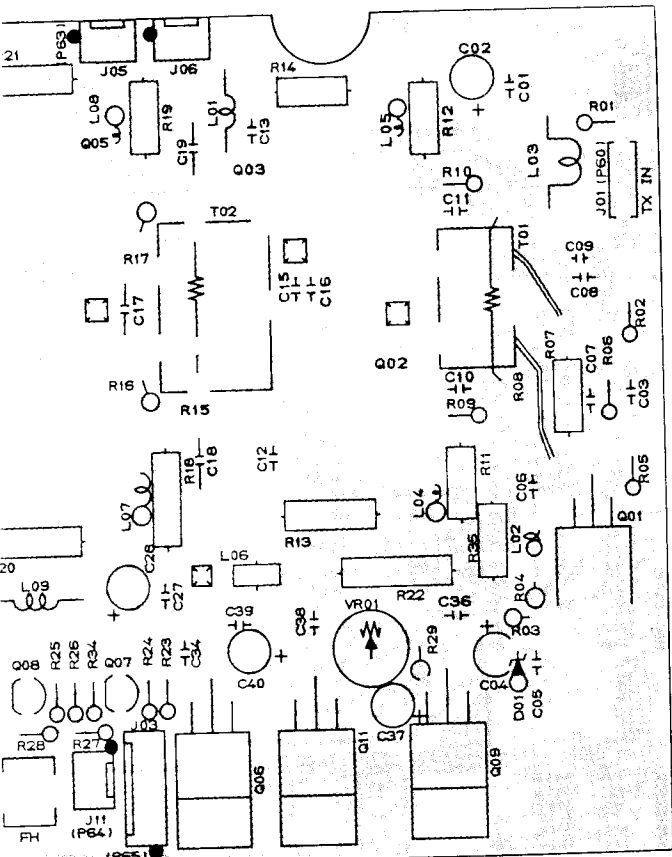 (P63)
J05
J06
21
C02
C01
R14
L08
R19
L01
C13
L05
R12
R01
Q05
C19
L03
J01 (P60)
TX IN
Q03
R10
C11
T02
T01
R17
C09
C15
C16
C08
C17
R02
R07
C07
R06
Q02
R16
C10
R08
C03
R15
R09
R18
C18
C12
R11
R05
C06
L07
L04
Q01
R13
R35
L02
20
C28
L06
C27
R22
R04
L09
C39
C38
VR01
C36
R03
R25
R26
R34
R24
R23
C34
R29
Q08
Q07
C40
C04
D01
C05
J03
C37
R28
R27
Q06
Q11
Q09
J11
(P64)
FH
(P65)